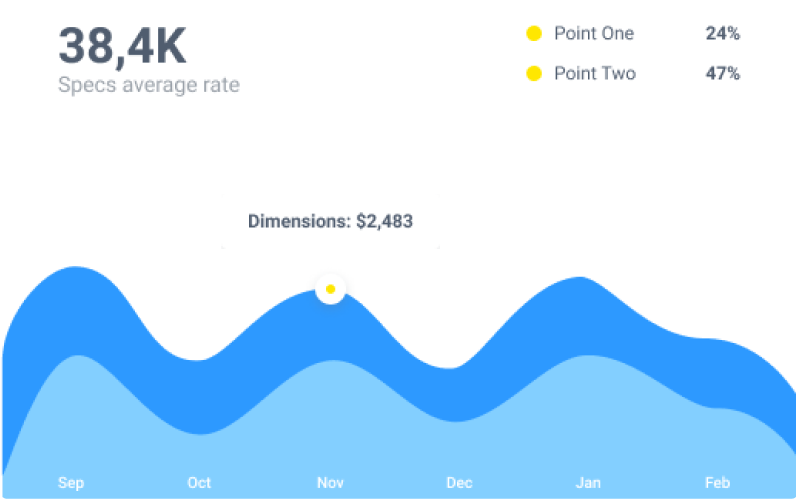 38,4K
Specs average rate
Point One 24%
Point Two 47%
Dimensions: $2,483
Sep Oct Nov Dec Jan Feb